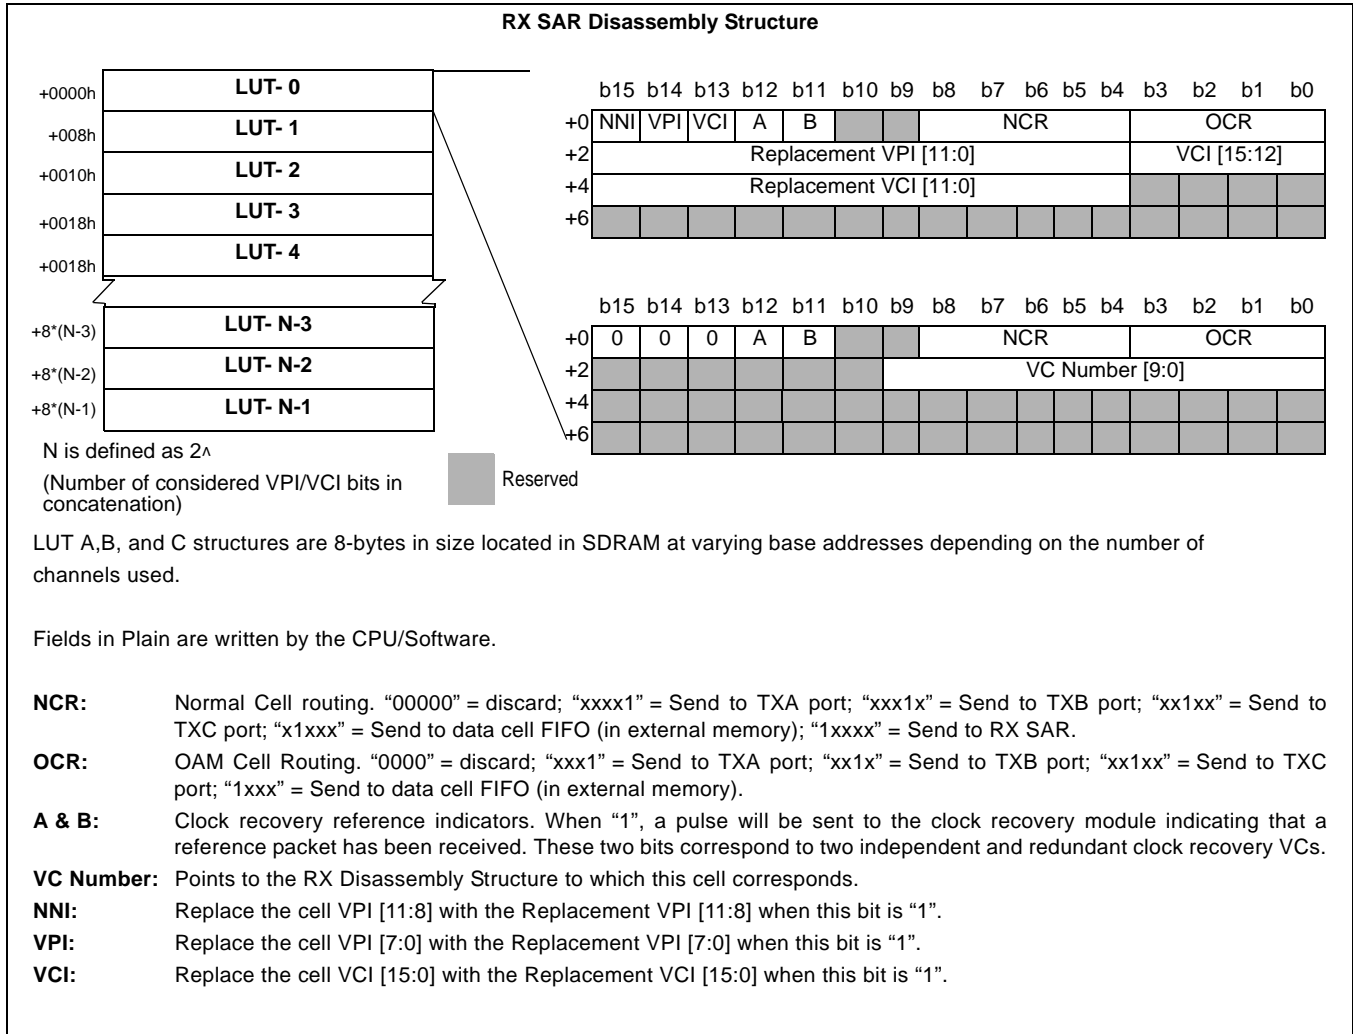 RX SAR Disassembly Structure
+0000h LUT- 0
+008h LUT- 1
+0010h LUT- 2
+0018h LUT- 3
+0018h LUT- 4
+8*(N-3) LUT- N-3
+8*(N-2) LUT- N-2
+8*(N-1) LUT- N-1
N is defined as 2^
(Number of considered VPI/VCI bits in
concatenation)
b15 b14 b13 b12 b11 b10 b9 b8 b7 b6 b5 b4 b3 b2 b1 b0
+0 NNI VPI VCI A B NCR OCR
+2 Replacement VPI [11:0] VCI [15:12]
+4 Replacement VCI [11:0]
+6
b15 b14 b13 b12 b11 b10 b9 b8 b7 b6 b5 b4 b3 b2 b1 b0
+0 0 0 0 A B NCR OCR
+2 VC Number [9:0]
+4
+6
Reserved
LUT A,B, and C structures are 8-bytes in size located in SDRAM at varying base addresses depending on the number of
channels used.
Fields in Plain are written by the CPU/Software.
NCR: Normal Cell routing. “00000” = discard; “xxxx1” = Send to TXA port; “xxx1x” = Send to TXB port; “xx1xx” = Send to
TXC port; “x1xxx” = Send to data cell FIFO (in external memory); “1xxxx” = Send to RX SAR.
OCR: OAM Cell Routing. “0000” = discard; “xxx1” = Send to TXA port; “xx1x” = Send to TXB port; “xx1xx” = Send to TXC
port; “1xxx” = Send to data cell FIFO (in external memory).
A & B: Clock recovery reference indicators. When “1”, a pulse will be sent to the clock recovery module indicating that a
reference packet has been received. These two bits correspond to two independent and redundant clock recovery VCs.
VC Number: Points to the RX Disassembly Structure to which this cell corresponds.
NNI: Replace the cell VPI [11:8] with the Replacement VPI [11:8] when this bit is “1”.
VPI: Replace the cell VPI [7:0] with the Replacement VPI [7:0] when this bit is “1”.
VCI: Replace the cell VCI [15:0] with the Replacement VCI [15:0] when this bit is “1”.